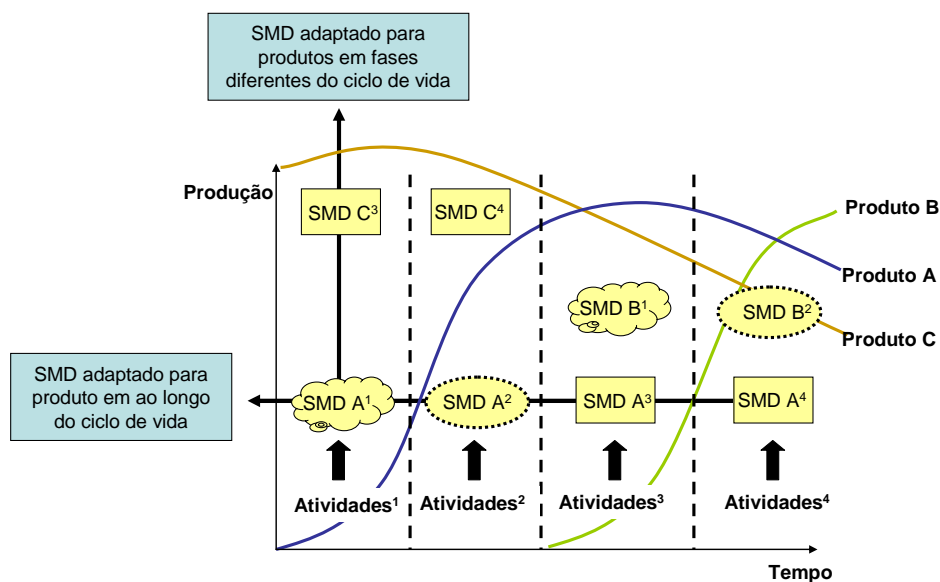 SMD adaptado para
produtos em fases
diferentes do ciclo de vida
Produção
SMD C³
SMD C⁴
Produto B
Produto A
SMD B¹
SMD B²
Produto C
SMD adaptado para
produto em ao longo
do ciclo de vida
SMD A¹
SMD A²
SMD A³
SMD A⁴
Atividades¹
Atividades²
Atividades³
Atividades⁴
Tempo